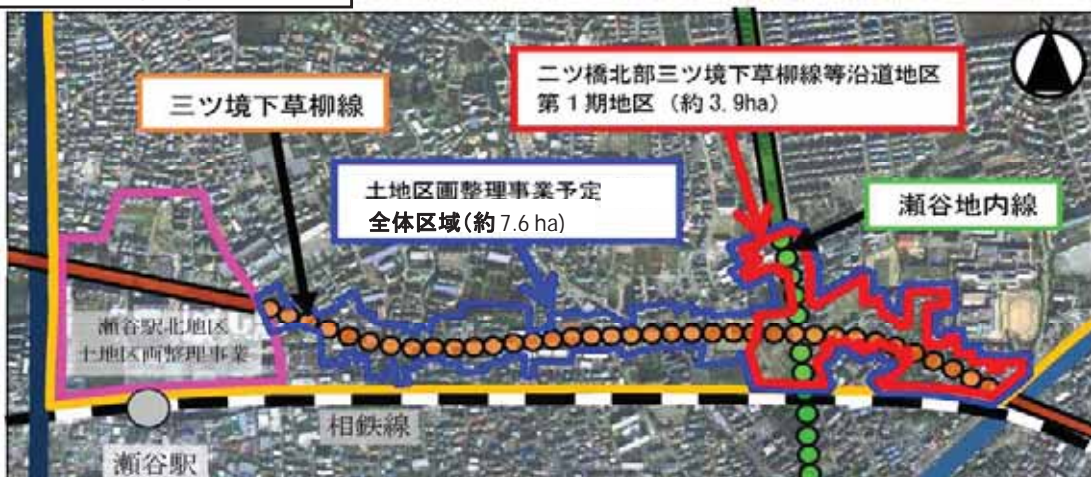 N
二ツ橋北部三ツ境下草柳線等沿道地区
第1期地区(約3.9ha)
三ツ境下草柳線
土地区画整理事業予定
全体区域(約7.6 ha)
瀬谷地内線
瀬谷駅北地区
土地区画整理事業
相鉄線
瀬谷駅